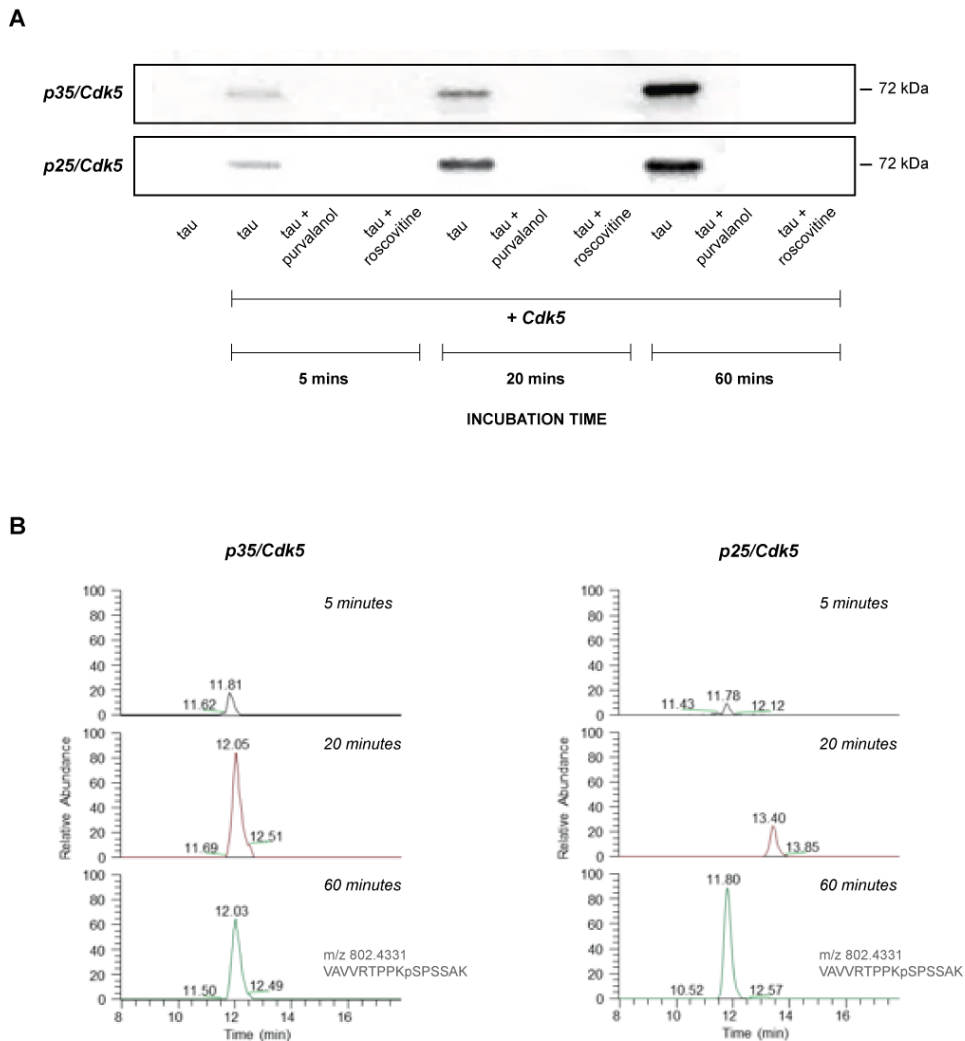 A
p35/Cdk5
72 kDa
p25/Cdk5
72 kDa
tau
tau
tau +
purvalanol
tau +
roscovitine
tau
tau +
purvalanol
tau +
roscovitine
tau
tau +
purvalanol
tau +
roscovitine
+ Cdk5
5 mins
20 mins
60 mins
INCUBATION TIME
B
p35/Cdk5
5 minutes
100
80
60
40
20
0
11.62
11.81
20 minutes
100
80
60
40
20
0
11.69
12.05
12.51
60 minutes
100
80
60
40
20
0
11.50
12.03
12.49
m/z 802.4331
VAVVRTPPKpSPSSAK
8 10 12 14 16
Time (min)
Relative Abundance
p25/Cdk5
5 minutes
100
80
60
40
20
0
11.43
11.78
12.12
20 minutes
100
80
60
40
20
0
13.40
13.85
60 minutes
100
80
60
40
20
0
10.52
11.80
12.57
m/z 802.4331
VAVVRTPPKpSPSSAK
8 10 12 14 16
Time (min)
Relative Abundance